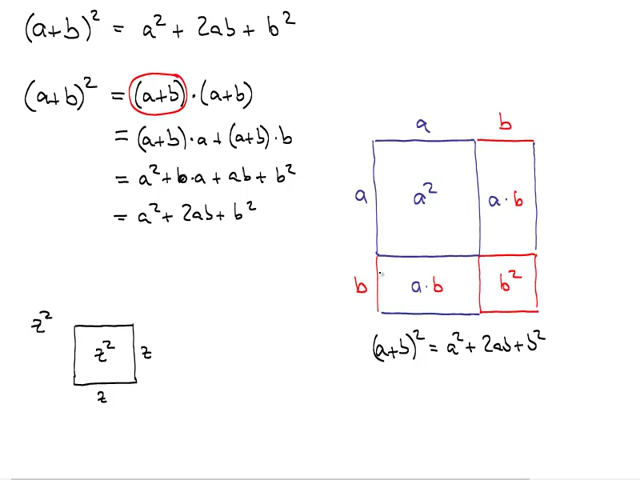 (a+b)² = a² + 2ab + b²
(a+b)² = (a+b)·(a+b)
= (a+b)·a + (a+b)·b
= a² + b·a + ab + b²
= a² + 2ab + b²
a b
a a² a·b
b a·b b²
(a+b)² = a² + 2ab + b²
z²
z² z
z